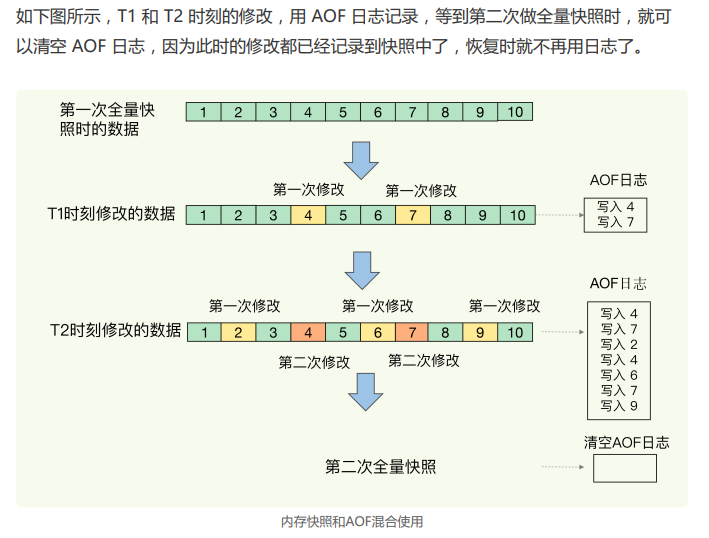 如下图所示，T1 和 T2 时刻的修改，用 AOF 日志记录，等到第二次做全量快照时，就可
以清空 AOF 日志，因为此时的修改都已经记录到快照中了，恢复时就不再用日志了。
第一次全量快
照时的数据
1 2 3 4 5 6 7 8 9 10
第一次修改 第一次修改
AOF日志
T1时刻修改的数据
1 2 3 4 5 6 7 8 9 10
写入 4
写入 7
AOF日志
第一次修改 第一次修改 第一次修改
T2时刻修改的数据
1 2 3 4 5 6 7 8 9 10
第二次修改 第二次修改
写入 4
写入 7
写入 2
写入 4
写入 6
写入 7
写入 9
清空AOF日志
第二次全量快照
内存快照和AOF混合使用